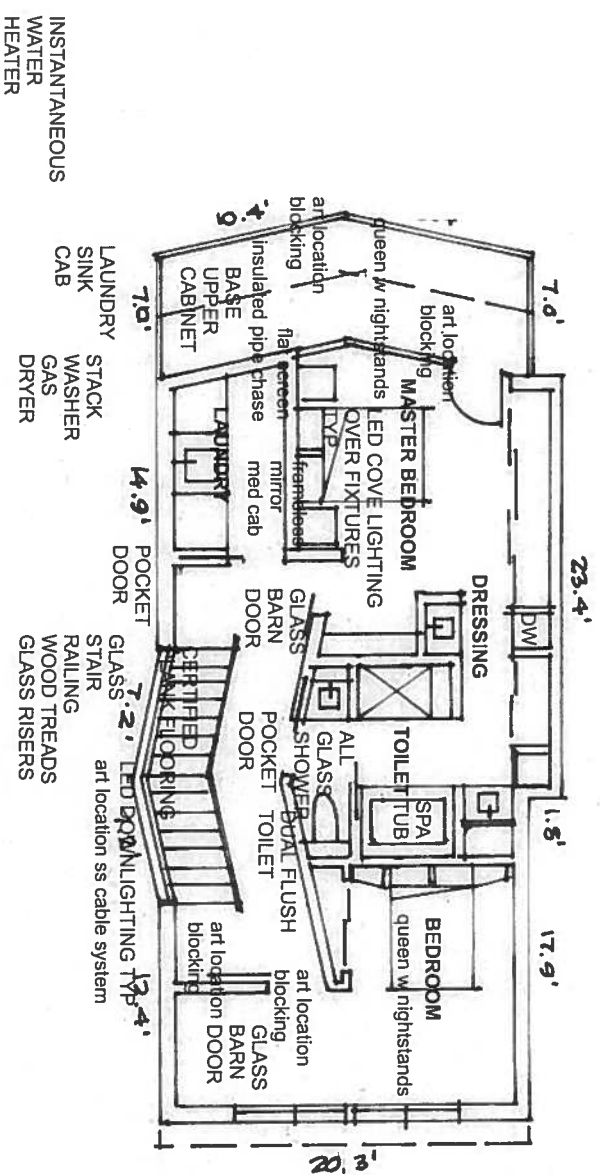 7.0'
23.4'
1.8'
17.9'
art location
blocking
DW
DRESSING
queen w nightstands
MASTER BEDROOM
LED COVE LIGHTING
OVER FIXTURES
TYP
TOILET
SPA
TUB
BEDROOM
queen w nightstands
art location
blocking
ALL
GLASS
SHOWER
flat screen
frameless
mirror
med cab
GLASS
BARN
DOOR
DUAL FLUSH
TOILET
POCKET
DOOR
art location
blocking
GLASS
BARN
DOOR
insulated pipe chase
BASE
UPPER
CABINET
LAUNDRY
CERTIFIED
PLANK FLOORING
art location
blocking
20.3'
7.0'
14.9'
7.2'
12.4'
LED DOWNLIGHTING TYP.
art location ss cable system
LAUNDRY
SINK
CAB
STACK
WASHER
GAS
DRYER
POCKET
DOOR
GLASS
STAIR
RAILING
WOOD TREADS
GLASS RISERS
INSTANTANEOUS
WATER
HEATER